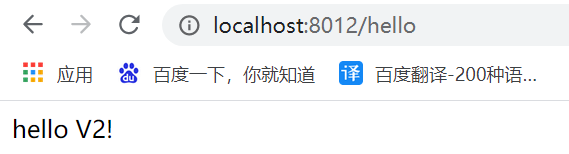 localhost:8012/hello
应用 百度一下，你就知道 译 百度翻译-200种语...
hello V2!